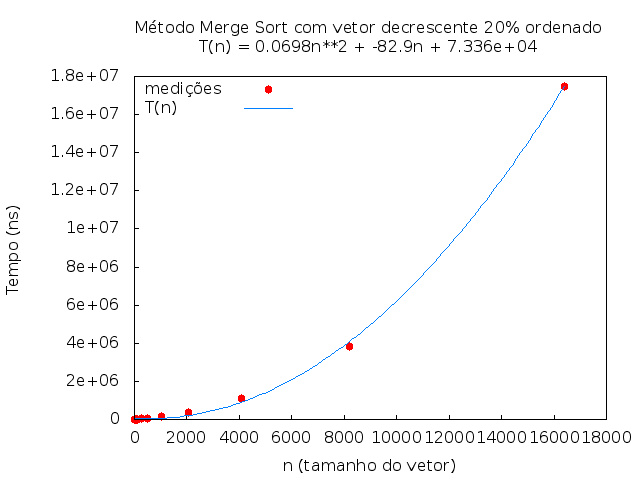 Método Merge Sort com vetor decrescente 20% ordenado
T(n) = 0.0698n**2 + -82.9n + 7.336e+04
1.8e+07
medições
1.6e+07
T(n)
1.4e+07
1.2e+07
1e+07
8e+06
6e+06
4e+06
2e+06
0
Tempo (ns)
0 2000 4000 6000 8000 10000 12000 14000 16000 18000
n (tamanho do vetor)